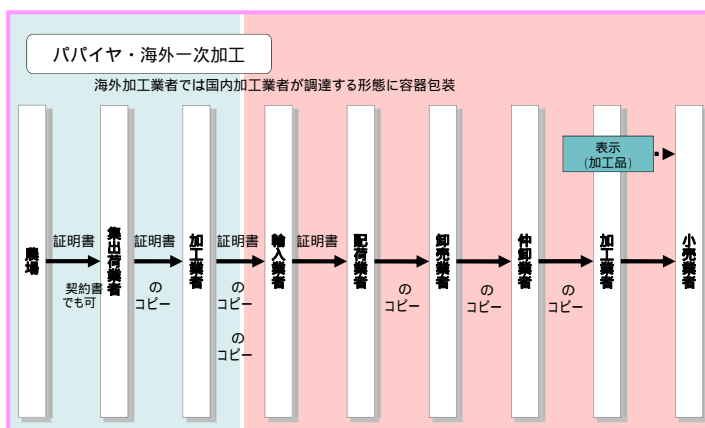 パパイヤ・海外一次加工
海外加工業者では国内加工業者が調達する形態に容器包装
表示
(加工品)
農場
証明書
契約書
でも可
集出荷業者
証明書
の
コピー
加工業者
証明書
の
コピー
の
コピー
輸入業者
証明書
配荷業者
の
コピー
卸売業者
の
コピー
仲卸業者
の
コピー
加工業者
小売業者